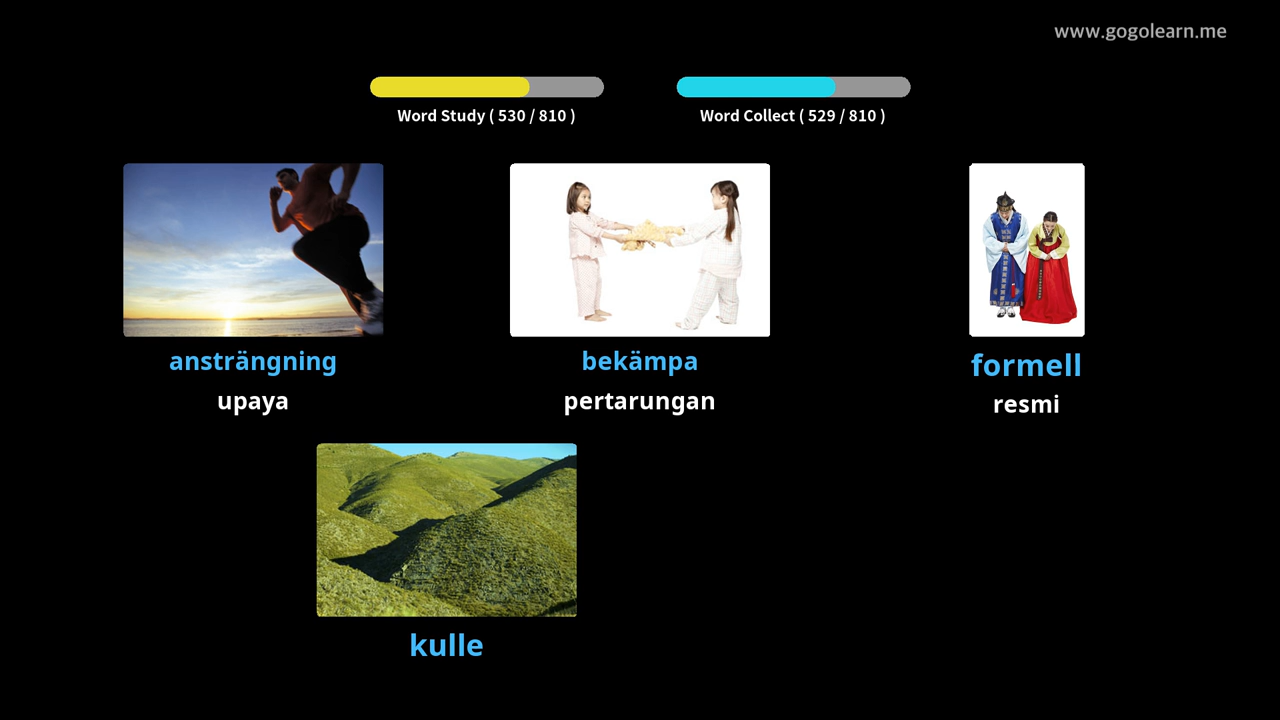 www.gogolearn.me
Word Study ( 530 / 810 )
Word Collect ( 529 / 810 )
ansträngning
upaya
bekämpa
pertarungan
formell
resmi
kulle